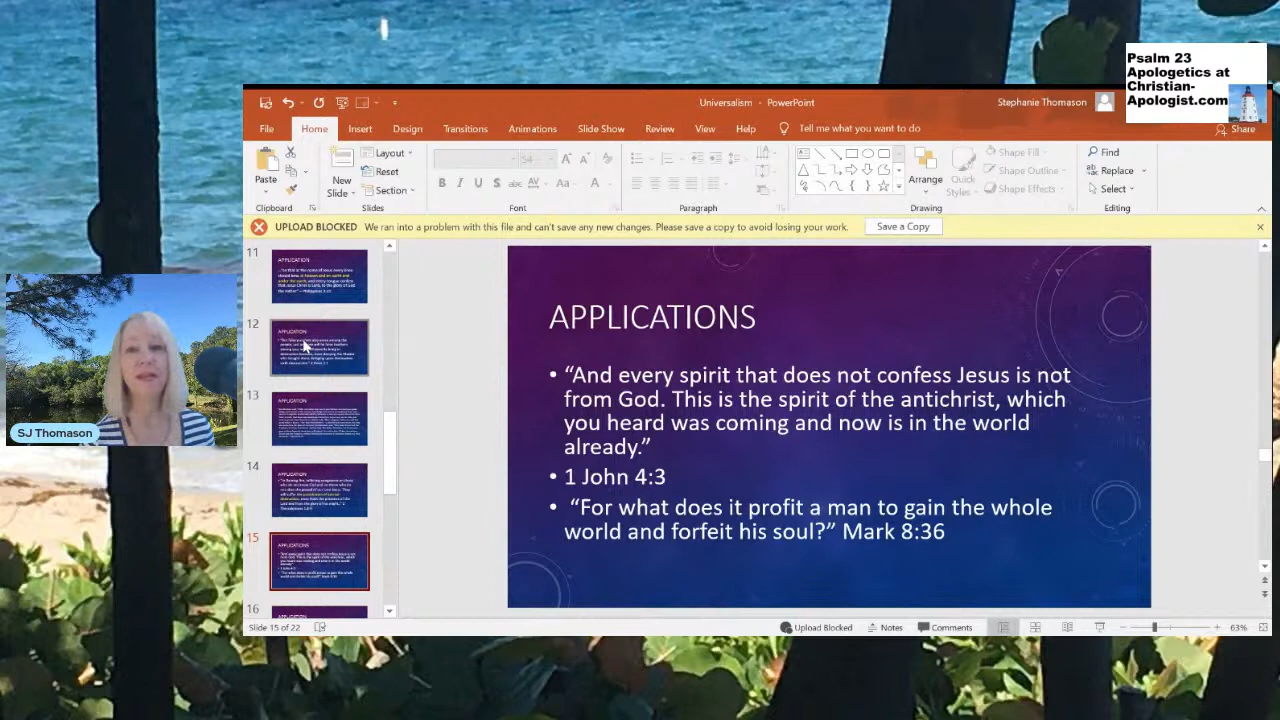 Psalm 23
Apologetics at
Christian-
Apologist.com
Universalism - PowerPoint
Stephanie Thomason
File Home Insert Design Transitions Animations Slide Show Review View Help Tell me what you want to do
Share
Paste
New
Slide
Layout
Reset
Section
54
Arrange
Quick
Styles
Shape Fill
Shape Outline
Shape Effects
Find
Replace
Select
Clipboard Slides Font Paragraph Drawing Editing
UPLOAD BLOCKED We ran into a problem with this file and can't save any new changes. Please save a copy to avoid losing your work. Save a Copy
11
APPLICATION
12
APPLICATION
13
APPLICATION
14
APPLICATION
15
APPLICATIONS
16
SJ Thomason
APPLICATIONS
• “And every spirit that does not confess Jesus is not
from God. This is the spirit of the antichrist, which
you heard was coming and now is in the world
already.”
• 1 John 4:3
• “For what does it profit a man to gain the whole
world and forfeit his soul?” Mark 8:36
Slide 15 of 22
Upload Blocked Notes Comments 63%